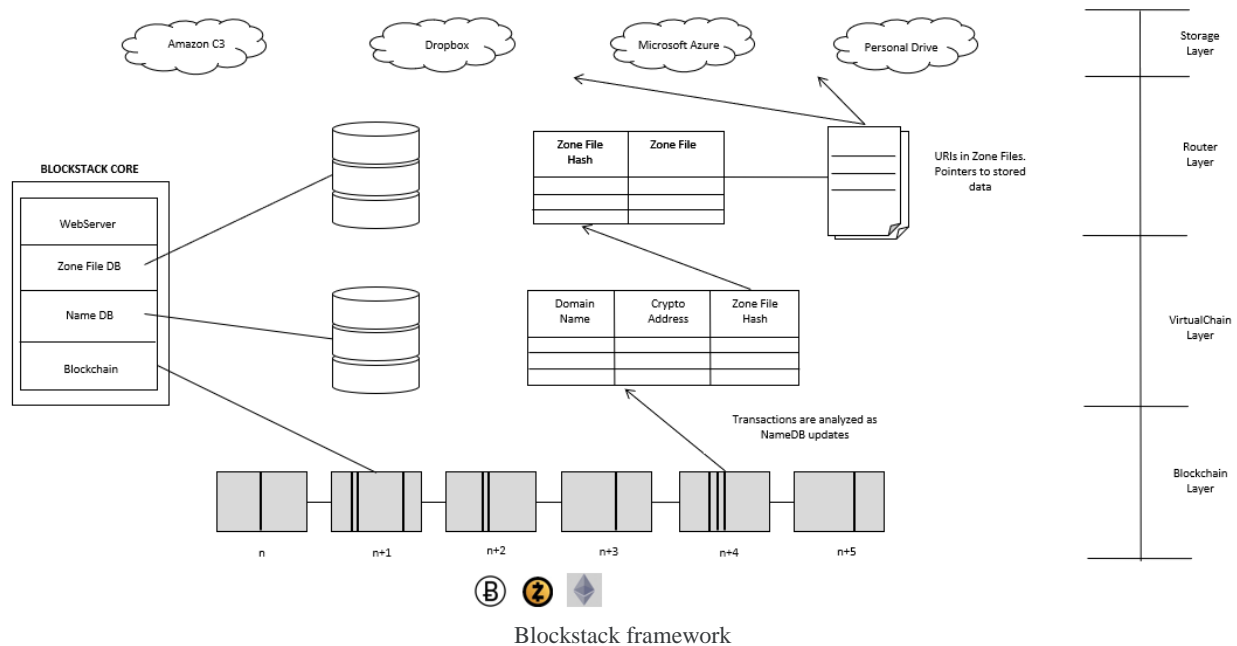 Amazon C3
Dropbox
Microsoft Azure
Personal Drive
Storage
Layer
Zone File
Hash
Zone File
URIs in Zone Files.
Pointers to stored
data
Router
Layer
BLOCKSTACK CORE
WebServer
Zone File DB
Name DB
Blockchain
Domain
Name
Crypto
Address
Zone File
Hash
VirtualChain
Layer
Transactions are analyzed as
NameDB updates
Blockchain
Layer
n
n+1
n+2
n+3
n+4
n+5
Blockstack framework